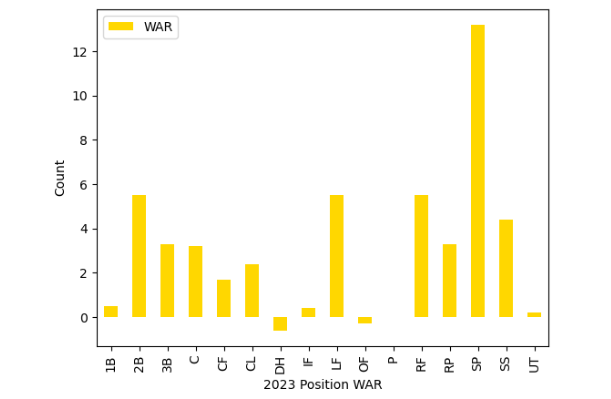 WAR
12
10
8
6
4
2
0
Count
1B
2B
3B
C
CF
CL
DH
IF
LF
OF
P
RF
RP
SP
SS
UT
2023 Position WAR